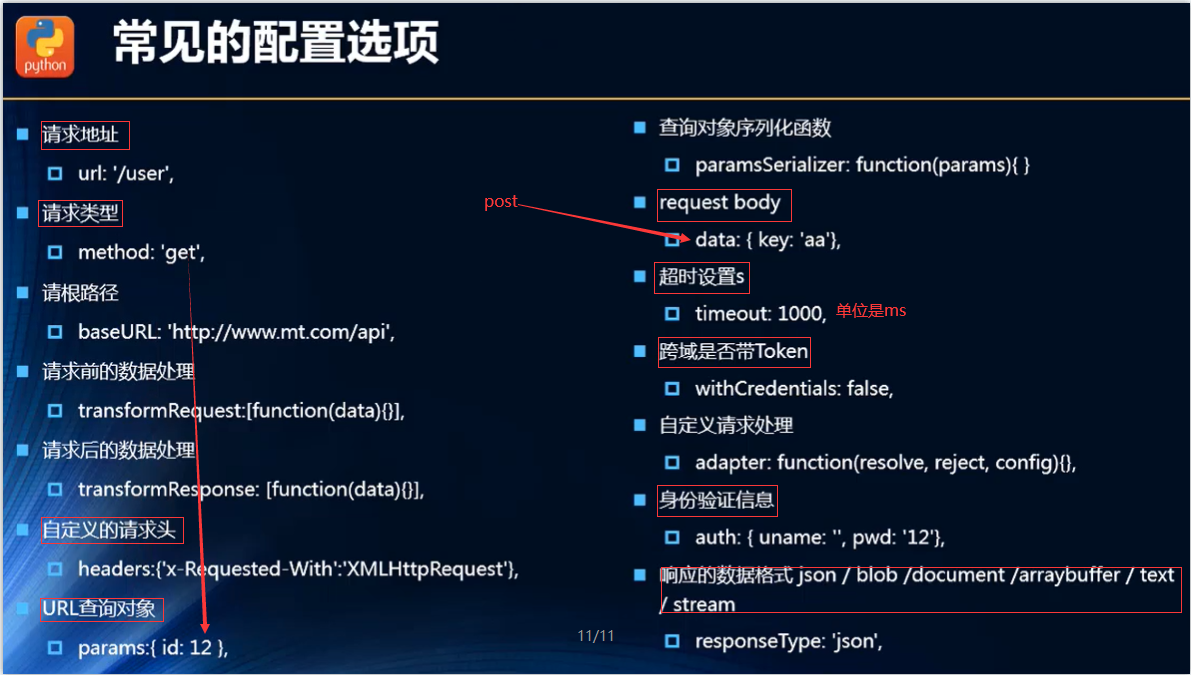 python
常见的配置选项
请求地址
url: '/user',
请求类型
method: 'get',
请根路径
baseURL: 'http://www.mt.com/api',
请求前的数据处理
transformRequest:[function(data){}],
请求后的数据处理
transformResponse: [function(data){}],
自定义的请求头
headers:{'x-Requested-With':'XMLHttpRequest'},
URL查询对象
params:{ id: 12 },
查询对象序列化函数
paramsSerializer: function(params){ }
request body
post
data: { key: 'aa'},
超时设置s
timeout: 1000,
单位是ms
跨域是否带Token
withCredentials: false,
自定义请求处理
adapter: function(resolve, reject, config){},
身份验证信息
auth: { uname: '', pwd: '12'},
响应的数据格式 json / blob /document /arraybuffer / text
/ stream
responseType: 'json',
11/11